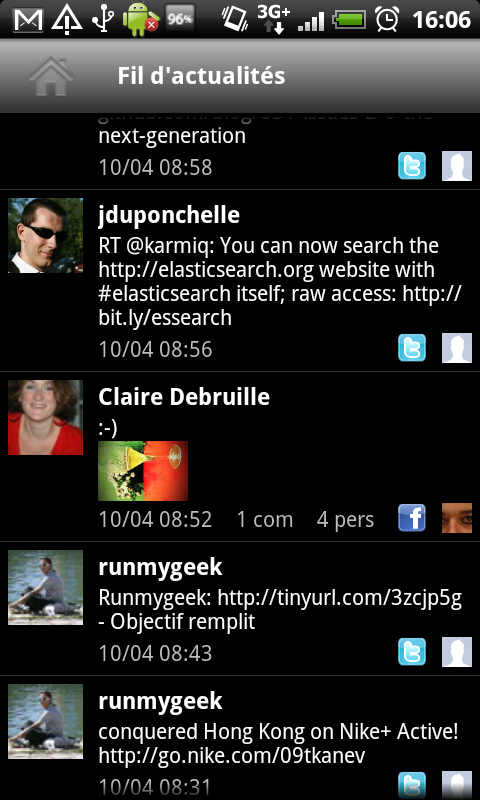 96%
3G+
16:06
Fil d'actualités
next-generation
10/04 08:58
jduponchelle
RT @karmiq: You can now search the
http://elasticsearch.org website with
#elasticsearch itself; raw access: http://
bit.ly/essearch
10/04 08:56
Claire Debruille
:-)
10/04 08:52 1 com 4 pers
runmygeek
Runmygeek: http://tinyurl.com/3zcjp5g
- Objectif remplit
10/04 08:43
runmygeek
conquered Hong Kong on Nike+ Active!
http://go.nike.com/09tkanev
10/04 08:31